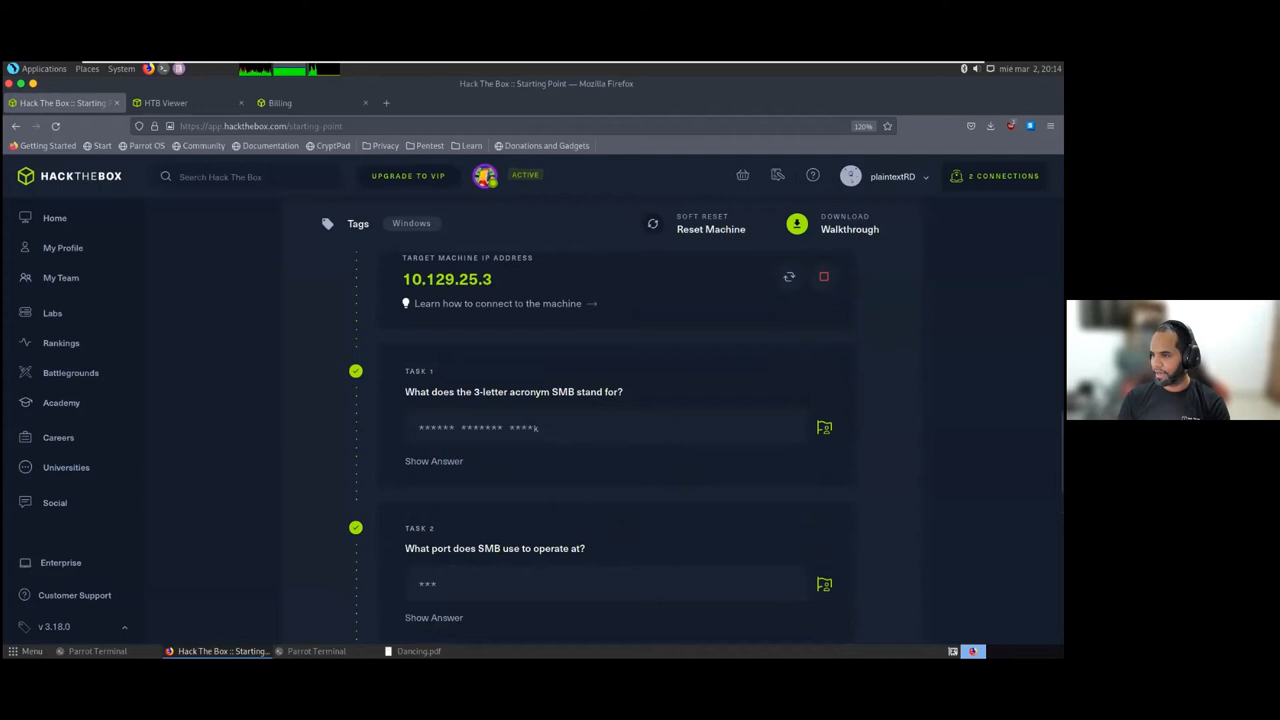 Applications Places System
mié mar 2, 20:14
Hack The Box :: Starting Point — Mozilla Firefox
Hack The Box :: Starting
HTB Viewer
Billing
https://app.hackthebox.com/starting-point
120%
Getting Started Start Parrot OS Community Documentation CryptPad Privacy Pentest Learn Donations and Gadgets
HACKTHEBOX
Search Hack The Box
UPGRADE TO VIP
ACTIVE
plaintextRD
2 CONNECTIONS
Home
My Profile
My Team
Labs
Rankings
Battlegrounds
Academy
Careers
Universities
Social
Enterprise
Customer Support
v 3.18.0
Tags
Windows
SOFT RESET
Reset Machine
DOWNLOAD
Walkthrough
TARGET MACHINE IP ADDRESS
10.129.25.3
Learn how to connect to the machine →
TASK 1
What does the 3-letter acronym SMB stand for?
****** ******* ****k
Show Answer
TASK 2
What port does SMB use to operate at?
***
Show Answer
Menu
Parrot Terminal
Hack The Box :: Starting...
Parrot Terminal
Dancing.pdf